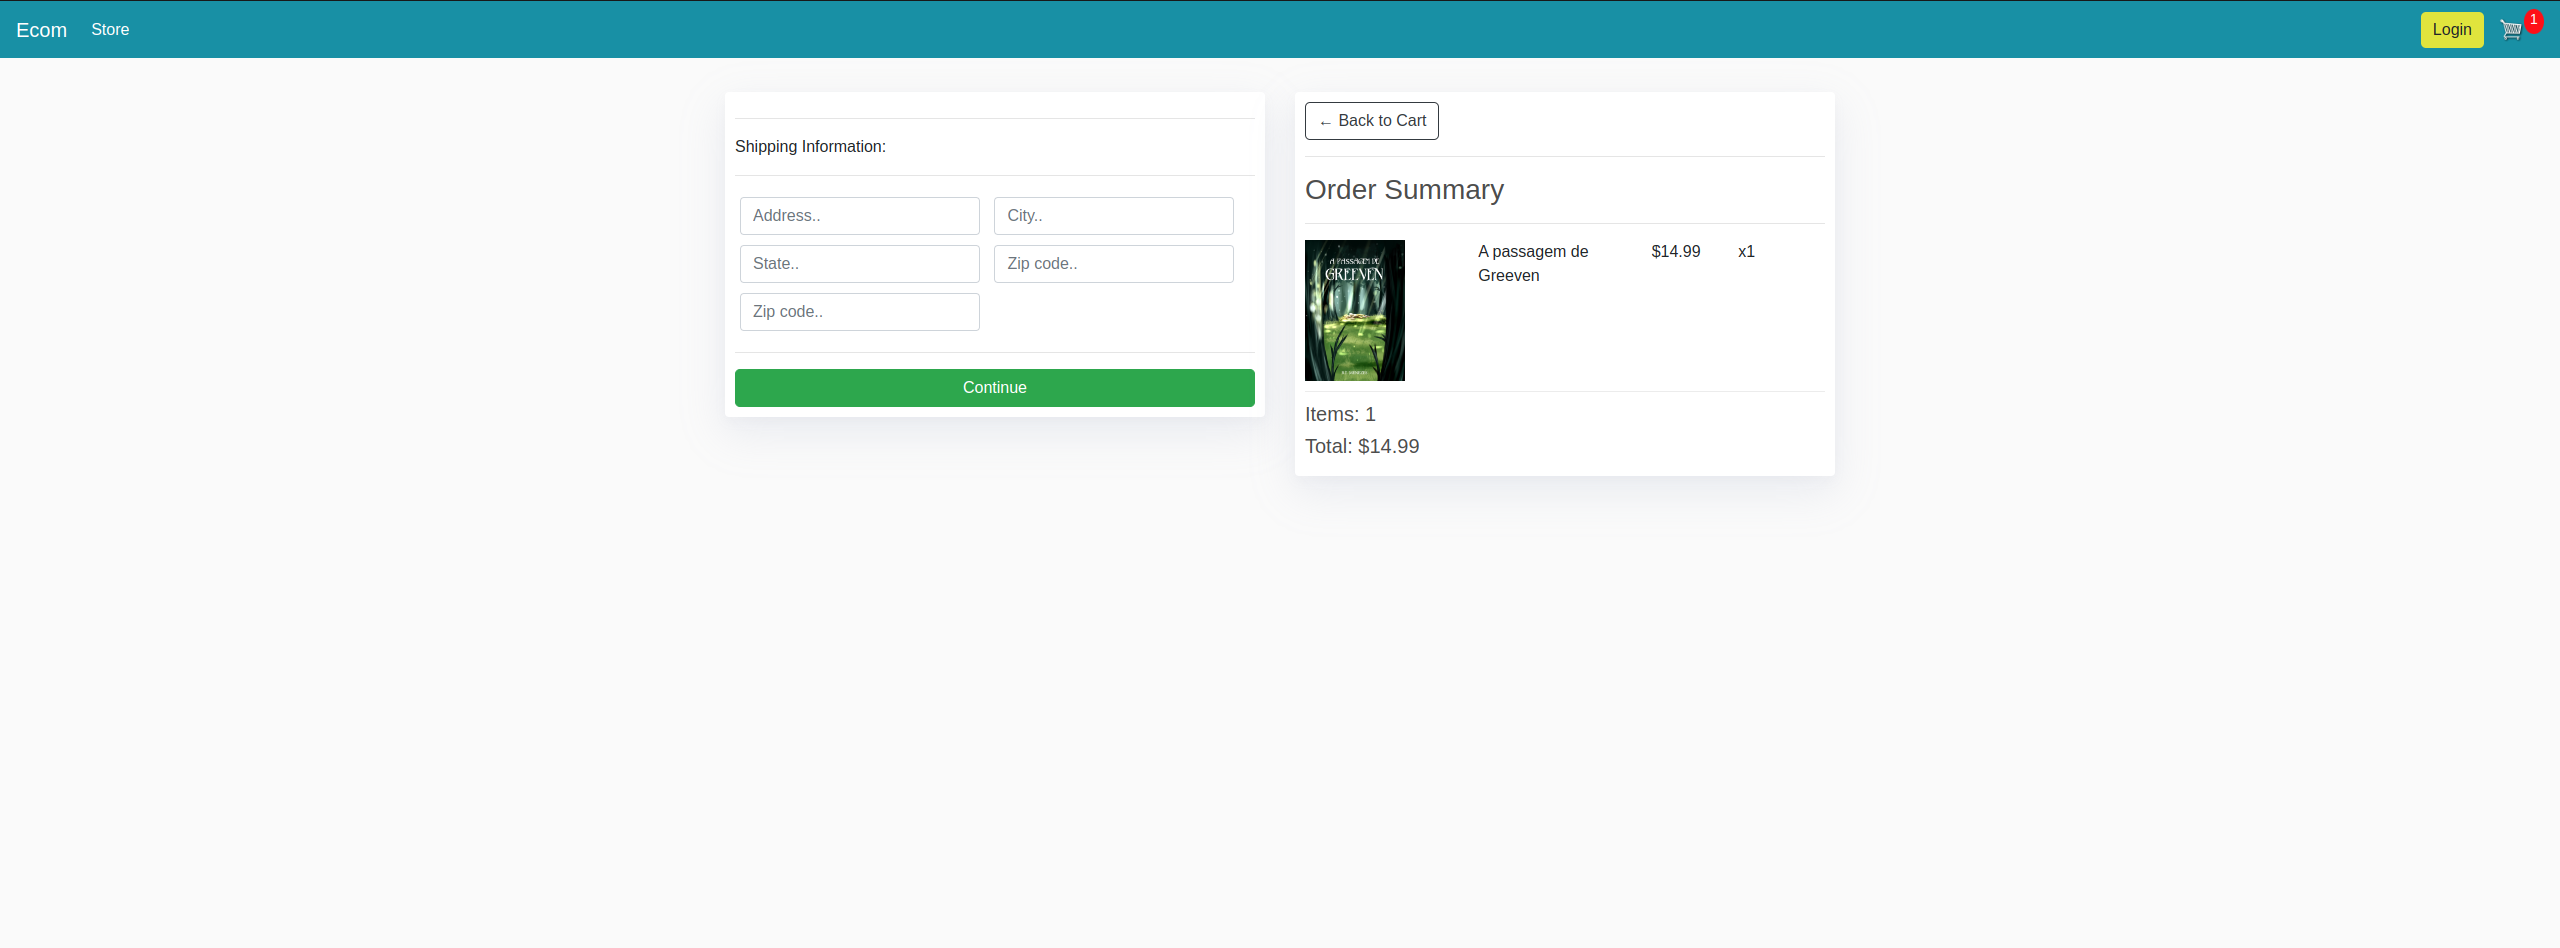 Ecom
Store
Login
1
Shipping Information:
Address..
City..
State..
Zip code..
Zip code..
Continue
← Back to Cart
Order Summary
A PASSAGEM DE
GREEVEN
A passagem de
Greeven
$14.99
x1
Items: 1
Total: $14.99